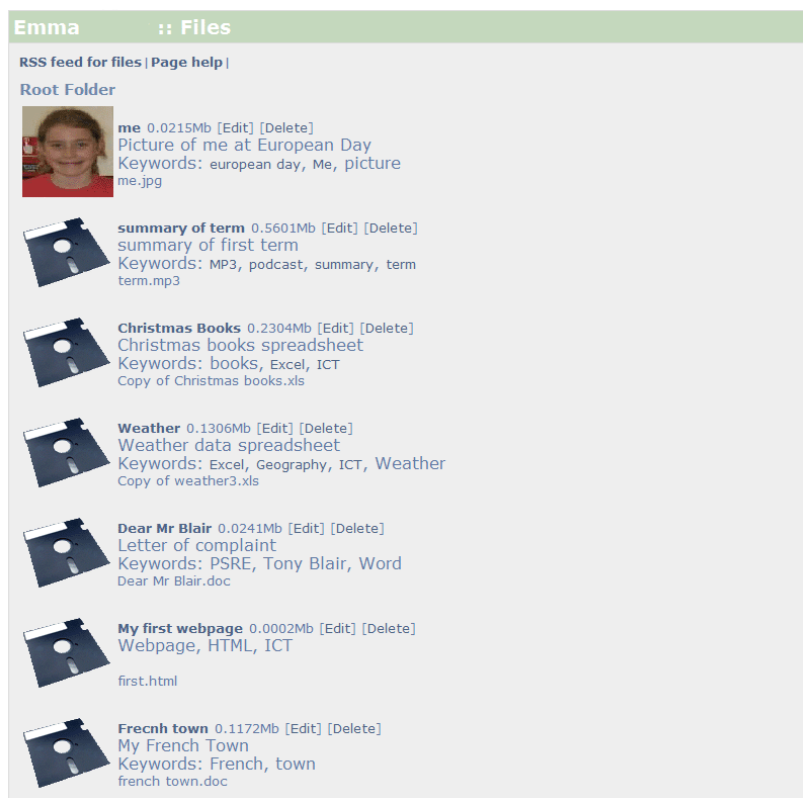 Emma :: Files
RSS feed for files | Page help |
Root Folder
me 0.0215Mb [Edit] [Delete]
Picture of me at European Day
Keywords: european day, Me, picture
me.jpg
summary of term 0.5601Mb [Edit] [Delete]
summary of first term
Keywords: MP3, podcast, summary, term
term.mp3
Christmas Books 0.2304Mb [Edit] [Delete]
Christmas books spreadsheet
Keywords: books, Excel, ICT
Copy of Christmas books.xls
Weather 0.1306Mb [Edit] [Delete]
Weather data spreadsheet
Keywords: Excel, Geography, ICT, Weather
Copy of weather3.xls
Dear Mr Blair 0.0241Mb [Edit] [Delete]
Letter of complaint
Keywords: PSRE, Tony Blair, Word
Dear Mr Blair.doc
My first webpage 0.0002Mb [Edit] [Delete]
Webpage, HTML, ICT
first.html
Frecnh town 0.1172Mb [Edit] [Delete]
My French Town
Keywords: French, town
french town.doc